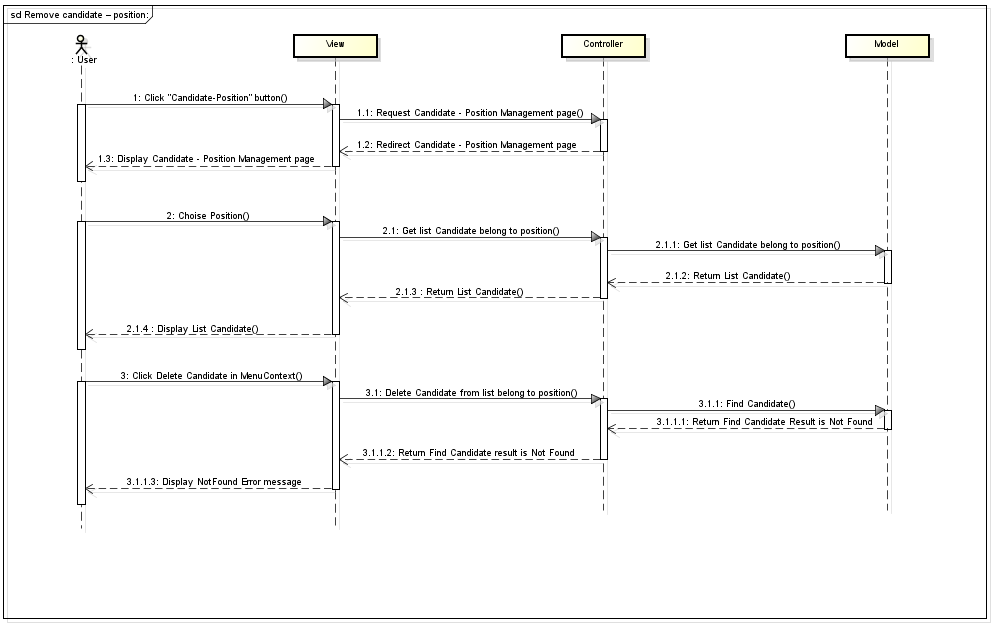 sd Remove candidate – position:
: User
View
Controller
Model
1: Click "Candidate-Position" button()
1.1: Request Candidate - Position Management page()
1.2: Redirect Candidate - Position Management page
1.3: Display Candidate - Position Management page
2: Choise Position()
2.1: Get list Candidate belong to position()
2.1.1: Get list Candidate belong to position()
2.1.2: Return List Candidate()
2.1.3 : Return List Candidate()
2.1.4 : Display List Candidate()
3: Click Delete Candidate in MenuContext()
3.1: Delete Candidate from list belong to position()
3.1.1: Find Candidate()
3.1.1.1: Return Find Candidate Result is Not Found
3.1.1.2: Return Find Candidate result is Not Found
3.1.1.3: Display NotFound Error message